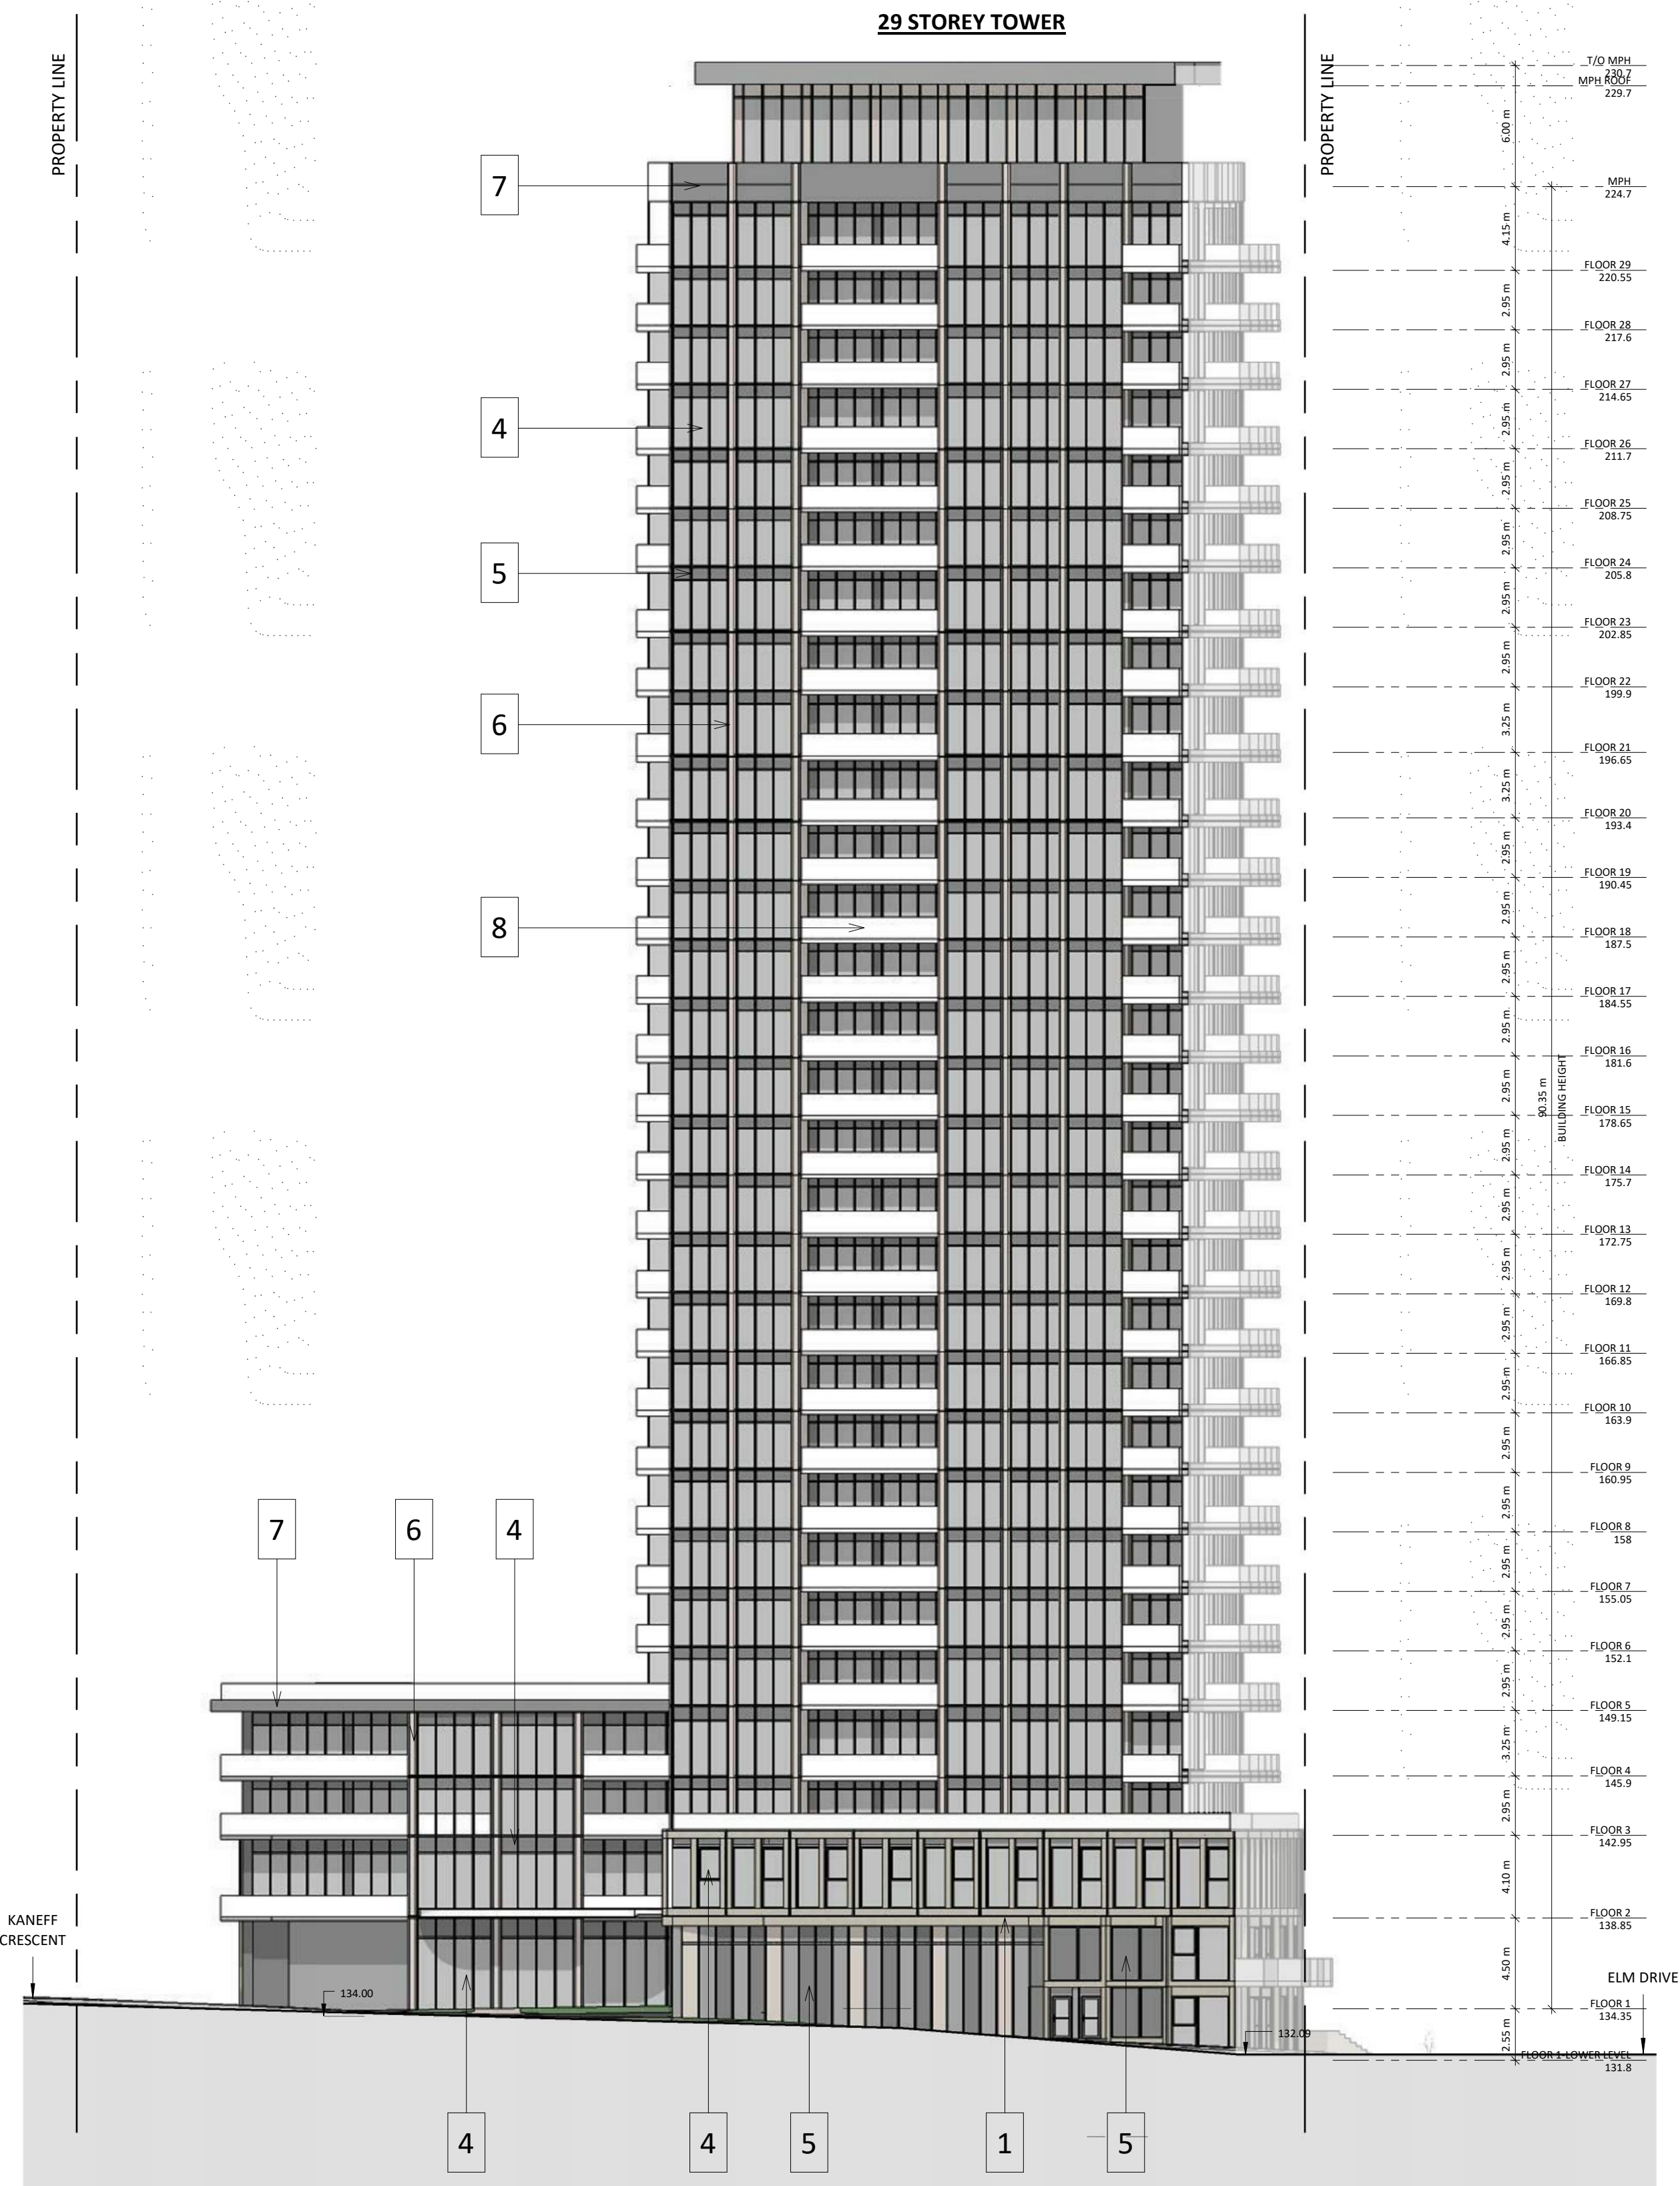 29 STOREY TOWER
PROPERTY LINE
PROPERTY LINE
T/O MPH
230.7
MPH ROOF
229.7
6.00 m
7
MPH
224.7
4.15 m
FLOOR 29
220.55
2.95 m
FLOOR 28
217.6
2.95 m
FLOOR 27
214.65
4
2.95 m
FLOOR 26
211.7
2.95 m
FLOOR 25
208.75
2.95 m
5
FLOOR 24
205.8
2.95 m
FLOOR 23
202.85
2.95 m
FLOOR 22
199.9
6
3.25 m
FLOOR 21
196.65
3.25 m
FLOOR 20
193.4
2.95 m
FLOOR 19
190.45
2.95 m
8
FLOOR 18
187.5
2.95 m
FLOOR 17
184.55
2.95 m
FLOOR 16
181.6
2.95 m
90.35 m
BUILDING HEIGHT
FLOOR 15
178.65
2.95 m
FLOOR 14
175.7
2.95 m
FLOOR 13
172.75
2.95 m
FLOOR 12
169.8
2.95 m
FLOOR 11
166.85
2.95 m
FLOOR 10
163.9
2.95 m
FLOOR 9
160.95
2.95 m
7
6
4
FLOOR 8
158
2.95 m
FLOOR 7
155.05
2.95 m
FLOOR 6
152.1
2.95 m
FLOOR 5
149.15
3.25 m
FLOOR 4
145.9
2.95 m
FLOOR 3
142.95
4.10 m
FLOOR 2
138.85
KANEFF
CRESCENT
4.50 m
ELM DRIVE
134.00
FLOOR 1
134.35
132.09
2.55 m
FLOOR 1-LOWER LEVEL
131.8
4
4
5
1
5